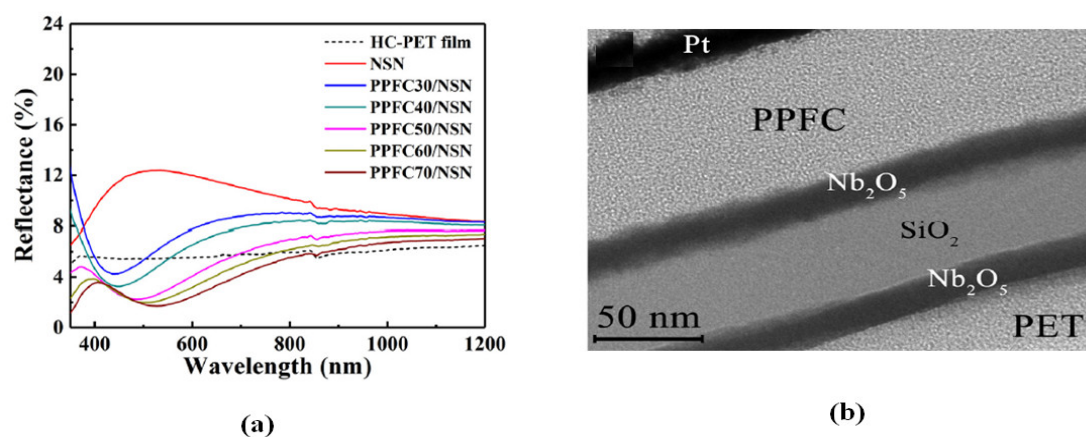 24
20
16
12
8
4
0
Reflectance (%)
HC-PET film
NSN
PPFC30/NSN
PPFC40/NSN
PPFC50/NSN
PPFC60/NSN
PPFC70/NSN
400 600 800 1000 1200
Wavelength (nm)
(a)
Pt
PPFC
Nb₂O₅
SiO₂
Nb₂O₅
50 nm
PET
(b)